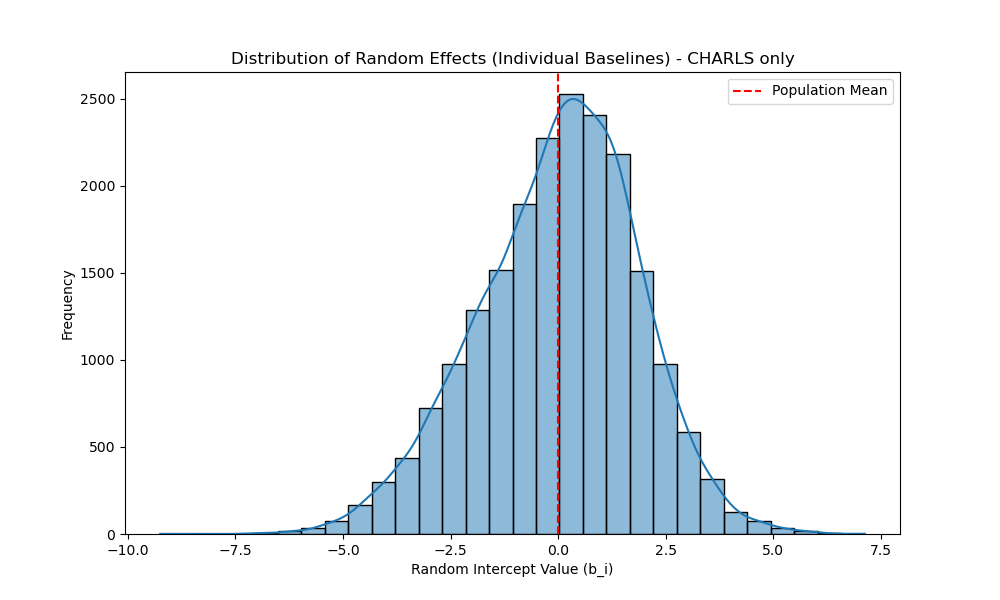 Distribution of Random Effects (Individual Baselines) - CHARLS only
Population Mean
2500
2000
1500
1000
500
0
Frequency
−10.0 −7.5 −5.0 −2.5 0.0 2.5 5.0 7.5
Random Intercept Value (b_i)